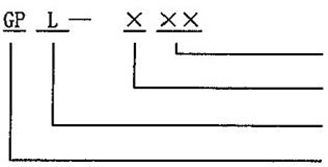 GP L — × ××